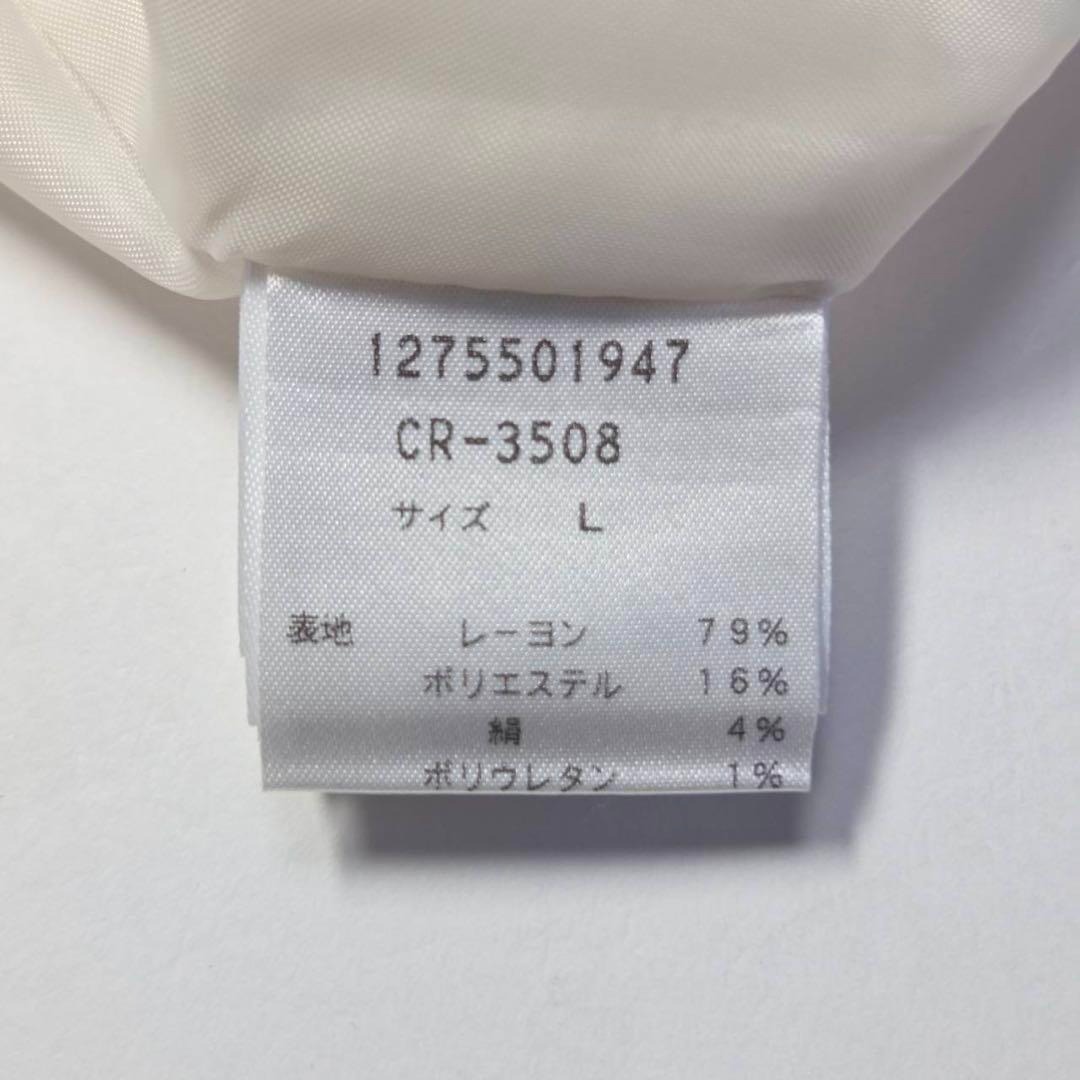 1275501947
CR-3508
サイズ L
表地 レーヨン 79%
ポリエステル 16%
絹 4%
ポリウレタン 1%